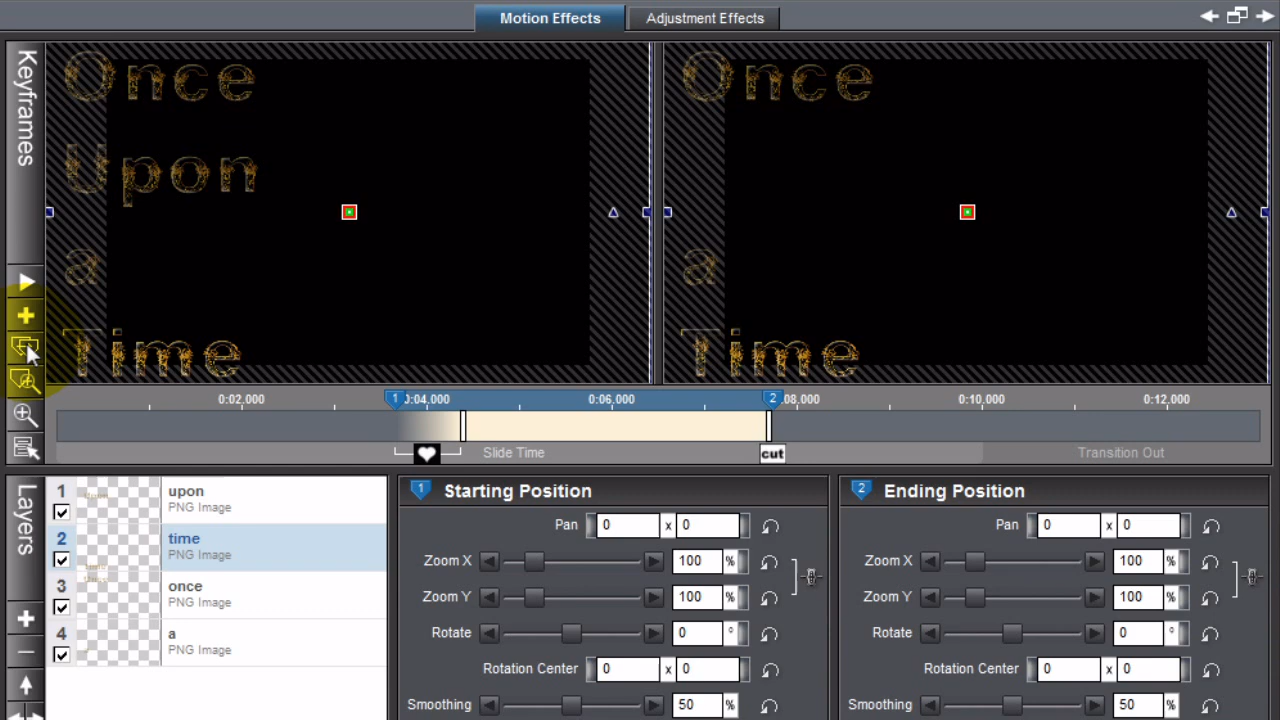 Motion Effects Adjustment Effects
Keyframes
Once
Upon
a
Time
Once
a
Time
0:02,000 1 0:04,000 0:06,000 2 08,000 0:10,000 0:12,000
Slide Time cut Transition Out
Layers
1 upon
PNG Image
2 time
PNG Image
3 once
PNG Image
4 a
PNG Image
1 Starting Position
Pan 0 x 0
Zoom X 100 %
Zoom Y 100 %
Rotate 0 °
Rotation Center 0 x 0
Smoothing 50 %
2 Ending Position
Pan 0 x 0
Zoom X 100 %
Zoom Y 100 %
Rotate 0 °
Rotation Center 0 x 0
Smoothing 50 %